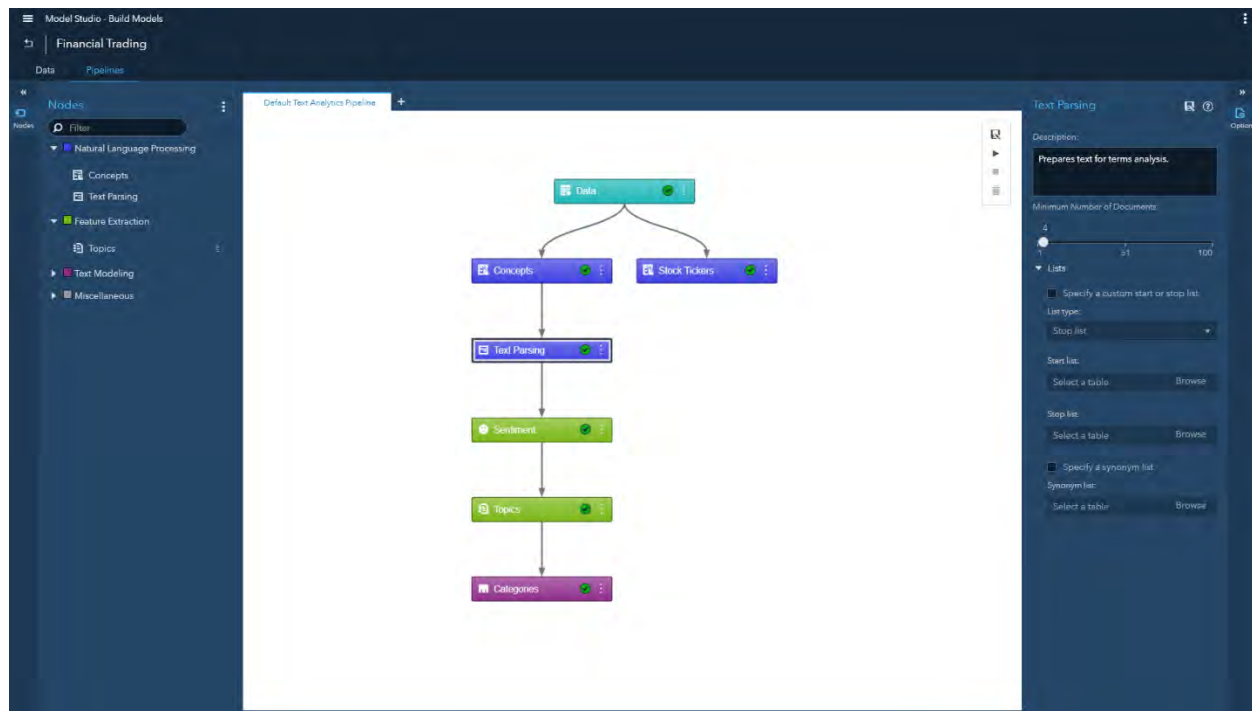 Model Studio - Build Models
Financial Trading
Data Pipelines
Nodes
Nodes
Filter
Natural Language Processing
Concepts
Text Parsing
Feature Extraction
Topics
Text Modeling
Miscellaneous
Default Text Analytics Pipeline +
Data
Concepts
Stock Tickers
Text Parsing
Sentiment
Topics
Categories
Text Parsing
Option
Description:
Prepares text for terms analysis.
Minimum Number of Documents:
4
1 51 100
Lists
Specify a custom start or stop list
List type:
Stop list
Start list:
Select a table Browse
Stop list:
Select a table Browse
Specify a synonym list
Synonym list:
Select a table Browse